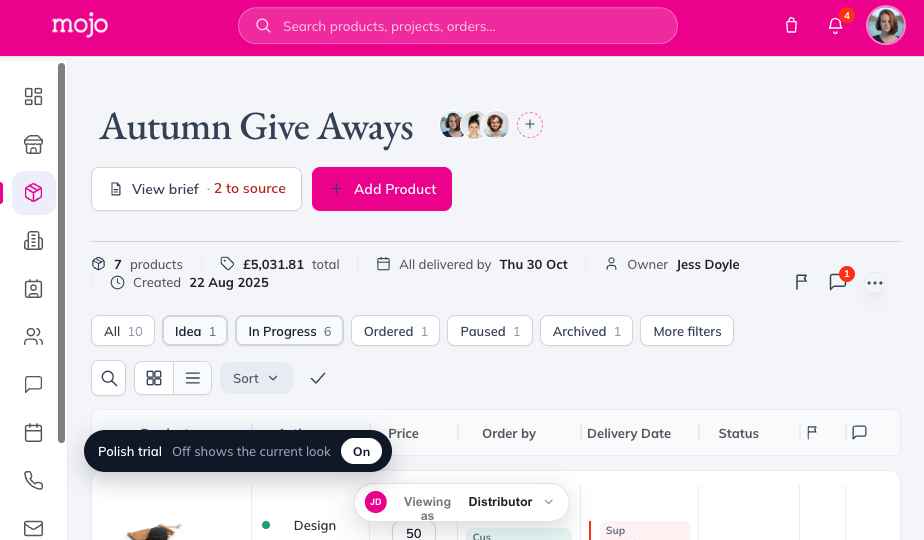 mojo
Search products, projects, orders...
4
Autumn Give Aways
View brief · 2 to source
Add Product
7 products
£5,031.81 total
All delivered by Thu 30 Oct
Owner Jess Doyle
Created 22 Aug 2025
1
All 10
Idea 1
In Progress 6
Ordered 1
Paused 1
Archived 1
More filters
Sort
Price
Order by
Delivery Date
Status
Polish trial Off shows the current look On
JD
Viewing as
Distributor
Design
50
Cus
Sup